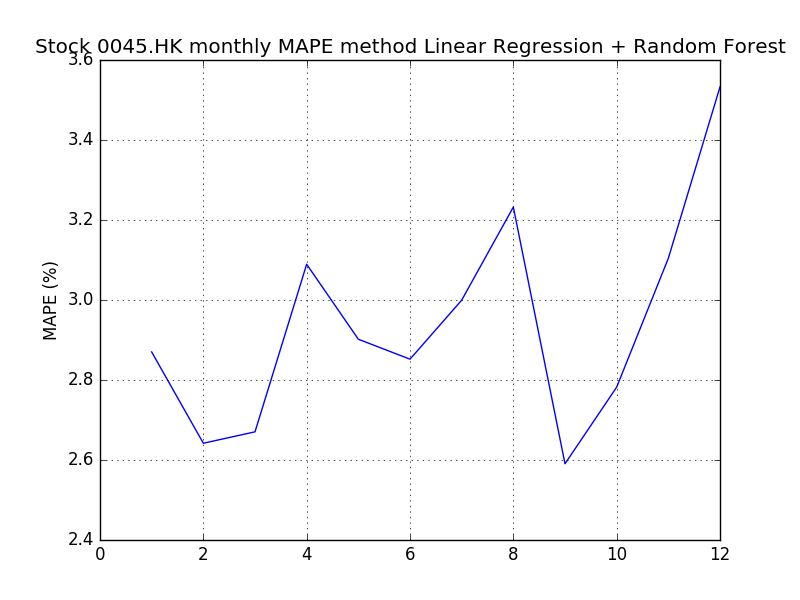 Stock 0045.HK monthly MAPE method Linear Regression + Random Forest
3.6
3.4
3.2
3.0
2.8
2.6
2.4
MAPE (%)
0 2 4 6 8 10 12